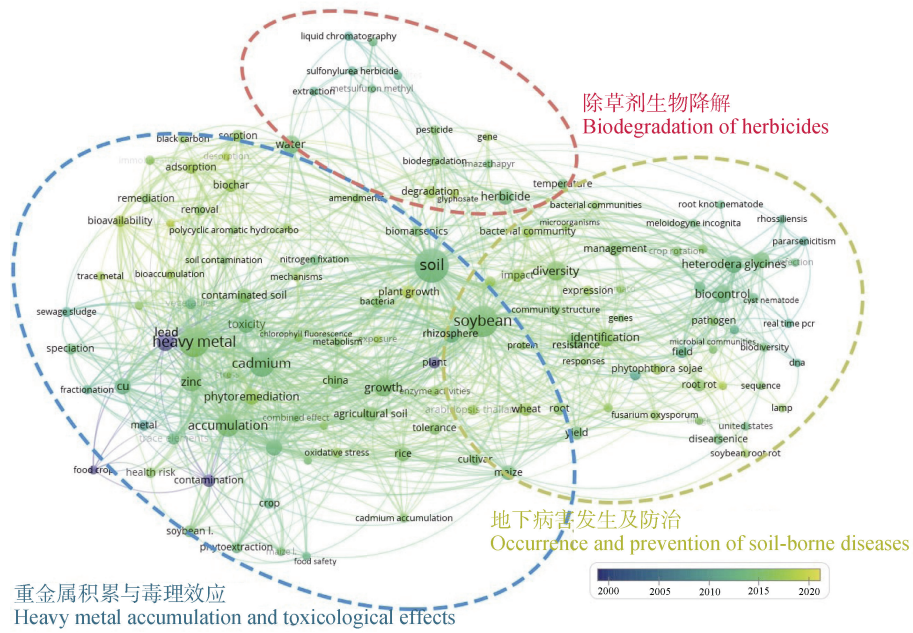 liquid chromatography
sulfonylurea herbicide
extraction
metsulfuron methyl
除草剂生物降解
Biodegradation of herbicides
pesticide
gene
black carbon
sorption
water
desorption
adsorption
biodegradation
imazethapyr
biochar
degradation
glyphosate
herbicide
temperature
remediation
amendments
bacterial communities
root knot nematode
removal
microorganisms
meloidogyne incognita
rhossiliensis
bioavailability
polycyclic aromatic hydrocarbo
biomarsenics
bacterial community
management
crop rotation
pararsenicitism
soil contamination
nitrogen fixation
soil
heterodera glycines
trace metal
bioaccumulation
mechanisms
impact
diversity
plant growth
expression
biocontrol
cyst nematode
contaminated soil
bacteria
sewage sludge
community structure
genes
pathogen
real time pcr
lead
toxicity
soybean
chlorophyll fluorescence
rhizosphere
heavy metal
metabolism
exposure
protein
resistance
identification
microbial communities
speciation
field
biodiversity
cadmium
plant
responses
phytophthora sojae
dna
fractionation
cu
zinc
china
growth
enzyme acivities
root rot
sequence
phytoremediation
arabidopsis thalian
wheat
root
lamp
combined effect
agricultural soil
fusarium oxysporum
metal
accumulation
tolerance
yield
united states
trace elements
disearsenice
oxidative stress
rice
cultivar
soybean root rot
food crop
health risk
contamination
maize
crop
cadmium accumulation
地下病害发生及防治
soybean l.
Occurrence and prevention of soil-borne diseases
phytoextraction
food safety
2000
2005
2010
2015
2020
重金属积累与毒理效应
Heavy metal accumulation and toxicological effects